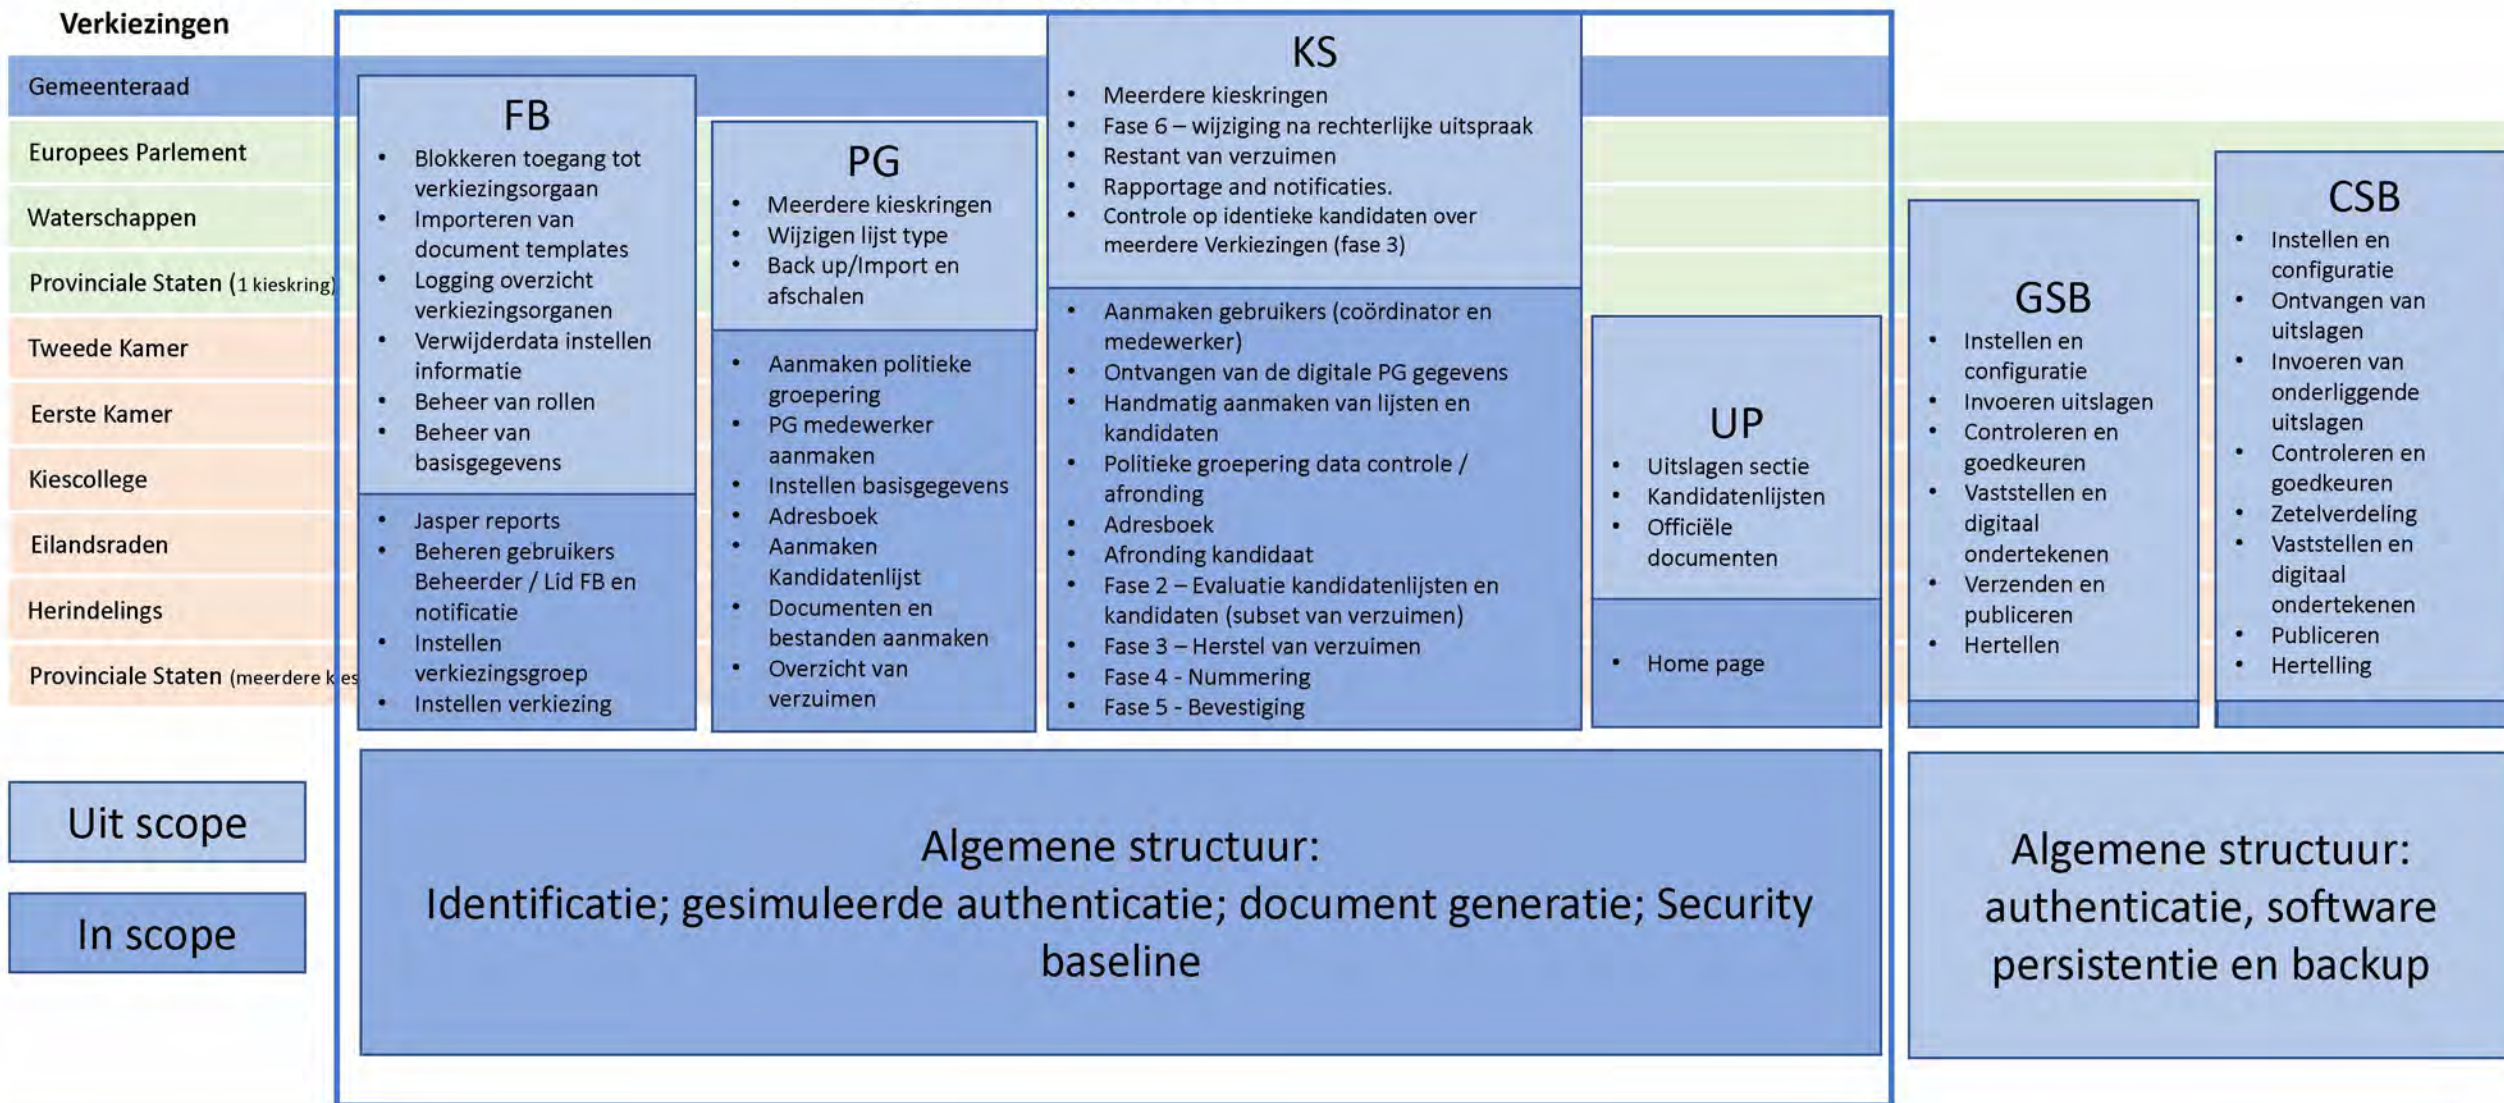 Verkiezingen
Gemeenteraad
Europees Parlement
Waterschappen
Provinciale Staten (1 kieskring)
Tweede Kamer
Eerste Kamer
Kiescollege
Eilandsraden
Herindelings
Provinciale Staten (meerdere kies
Uit scope
In scope
FB
• Blokkeren toegang tot
verkiezingsorgaan
• Importeren van
document templates
• Logging overzicht
verkiezingsorganen
• Verwijderdata instellen
informatie
• Beheer van rollen
• Beheer van
basisgegevens
• Jasper reports
• Beheren gebruikers
Beheerder / Lid FB en
notificatie
• Instellen
verkiezingsgroep
• Instellen verkiezing
PG
• Meerdere kieskringen
• Wijzigen lijst type
• Back up/Import en
afschalen
• Aanmaken politieke
groepering
• PG medewerker
aanmaken
• Instellen basisgegevens
• Adresboek
• Aanmaken
Kandidatenlijst
• Documenten en
bestanden aanmaken
• Overzicht van
verzuimen
KS
• Meerdere kieskringen
• Fase 6 – wijziging na rechterlijke uitspraak
• Restant van verzuimen
• Rapportage and notificaties.
• Controle op identieke kandidaten over
meerdere Verkiezingen (fase 3)
• Aanmaken gebruikers (coördinator en
medewerker)
• Ontvangen van de digitale PG gegevens
• Handmatig aanmaken van lijsten en
kandidaten
• Politieke groepering data controle /
afronding
• Adresboek
• Afronding kandidaat
• Fase 2 – Evaluatie kandidatenlijsten en
kandidaten (subset van verzuimen)
• Fase 3 – Herstel van verzuimen
• Fase 4 - Nummering
• Fase 5 - Bevestiging
UP
• Uitslagen sectie
• Kandidatenlijsten
• Officiële
documenten
• Home page
GSB
• Instellen en
configuratie
• Invoeren uitslagen
• Controleren en
goedkeuren
• Vaststellen en
digitaal
ondertekenen
• Verzenden en
publiceren
• Hertellen
CSB
• Instellen en
configuratie
• Ontvangen van
uitslagen
• Invoeren van
onderliggende
uitslagen
• Controleren en
goedkeuren
• Zetelverdeling
• Vaststellen en
digitaal
ondertekenen
• Publiceren
• Hertelling
Algemene structuur:
Identificatie; gesimuleerde authenticatie; document generatie; Security
baseline
Algemene structuur:
authenticatie, software
persistentie en backup